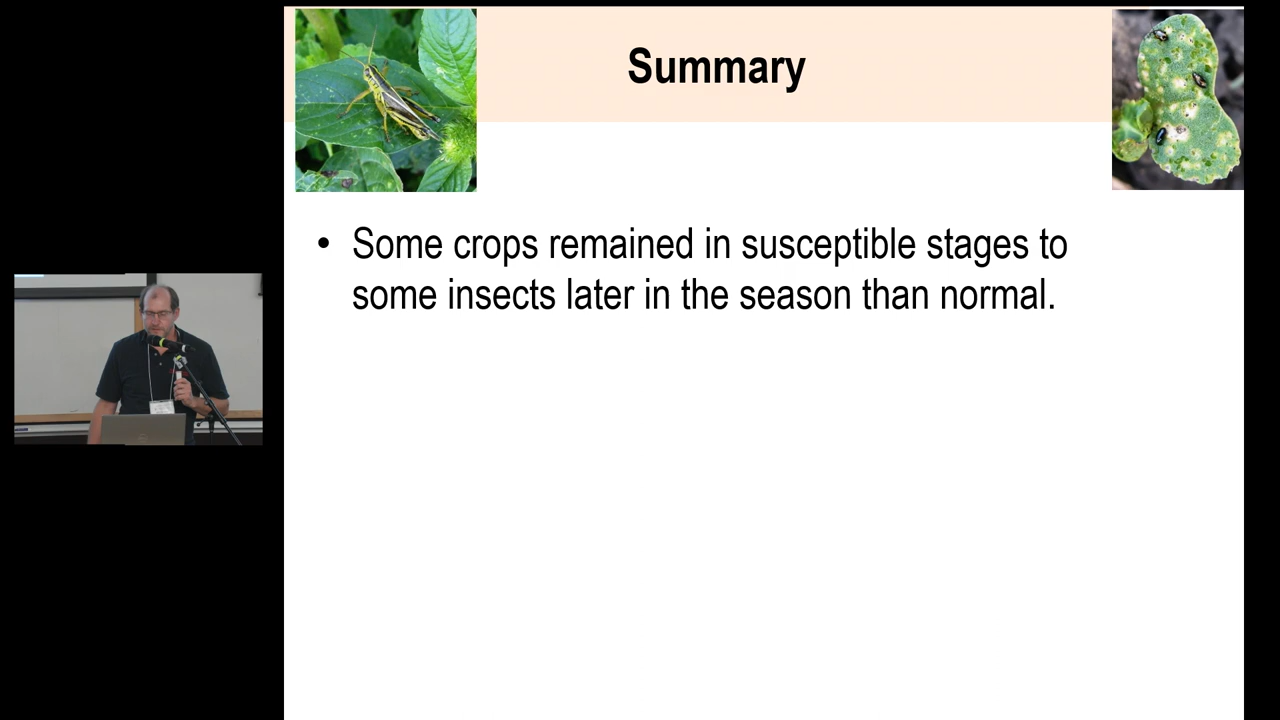 Summary
• Some crops remained in susceptible stages to
some insects later in the season than normal.